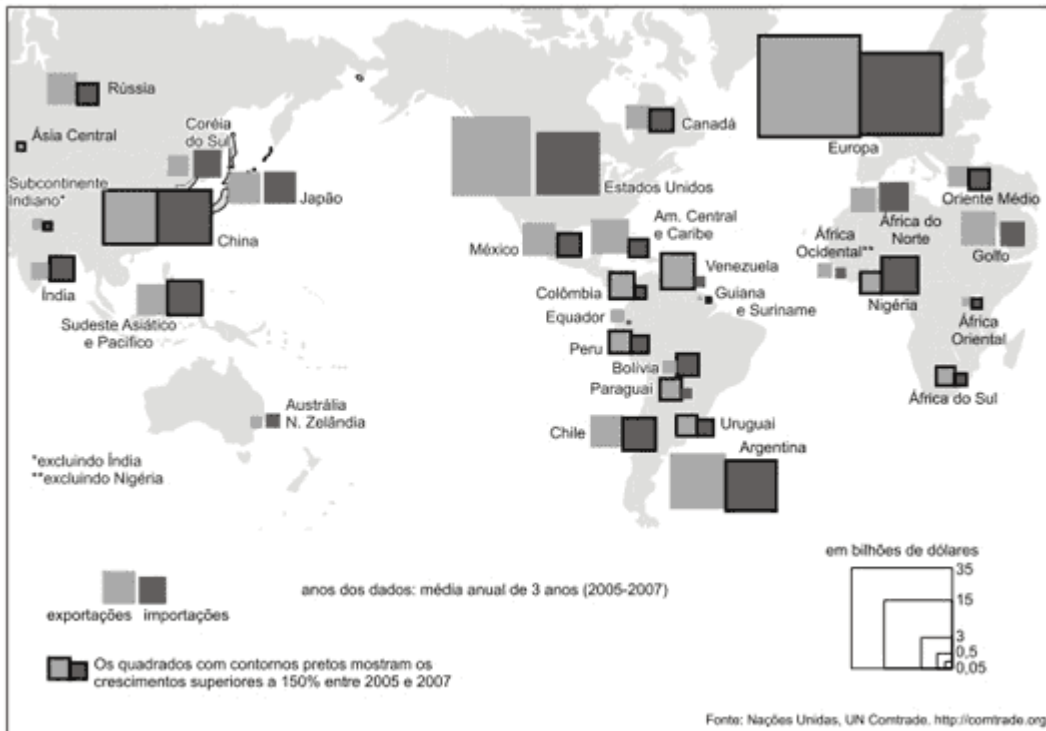 Rússia
Ásia Central
Coréia
do Sul
Subcontinente
Indiano*
Japão
China
Índia
Sudeste Asiático
e Pacífico
Austrália
N. Zelândia
*excluindo Índia
**excluindo Nigéria
Canadá
Estados Unidos
México
Am. Central
e Caribe
Venezuela
Colômbia
Guiana
e Suriname
Equador
Peru
Bolívia
Paraguai
Chile
Uruguai
Argentina
Europa
Oriente Médio
África do
Norte
África
Ocidental**
Golfo
Nigéria
África
Oriental
África do Sul
exportações importações
anos dos dados: média anual de 3 anos (2005-2007)
Os quadrados com contornos pretos mostram os
crescimentos superiores a 150% entre 2005 e 2007
em bilhões de dólares
35
15
3
0,5
0,05
Fonte: Nações Unidas, UN Comtrade. http://comtrade.org